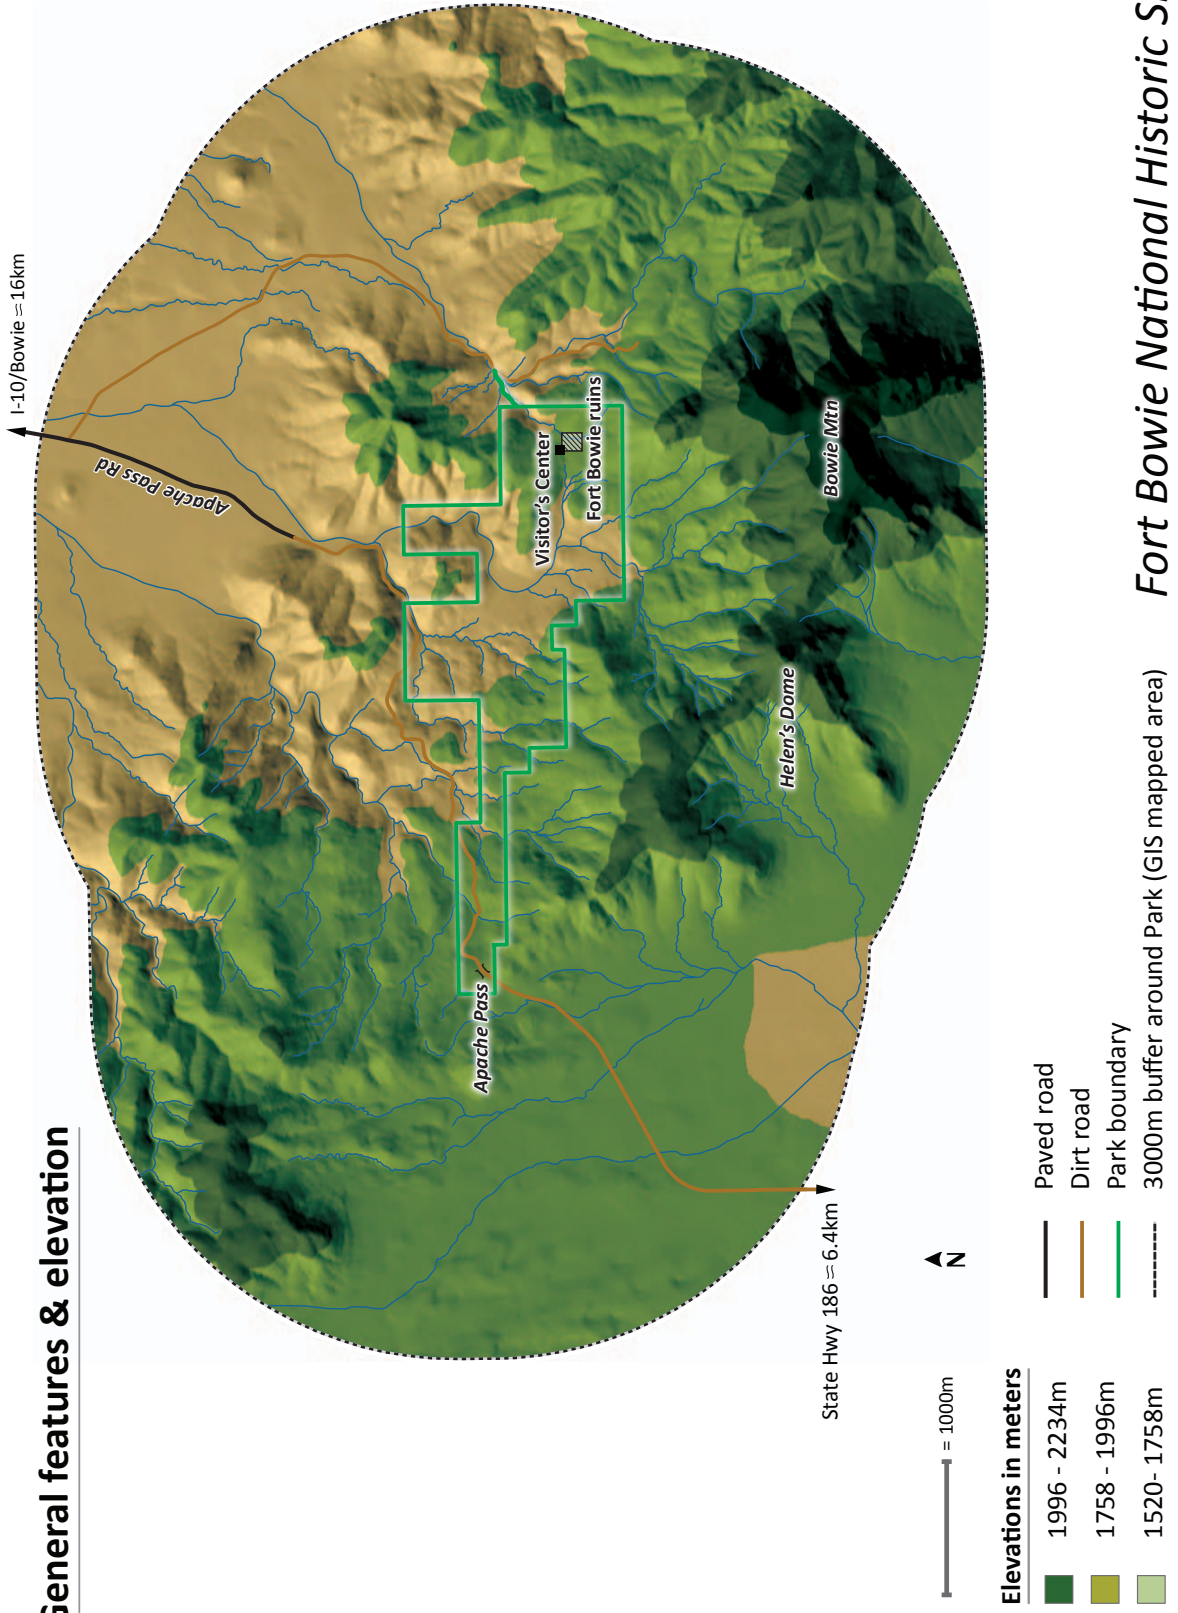 General features & elevation
I-10/Bowie ≈ 16km
Apache Pass Rd
Visitor's Center
Fort Bowie ruins
Bowie Mtn
Helen's Dome
Apache Pass
State Hwy 186 ≈ 6.4km
N
= 1000m
Elevations in meters
1996 - 2234m
1758 - 1996m
1520- 1758m
Paved road
Dirt road
Park boundary
3000m buffer around Park (GIS mapped area)
Fort Bowie National Historic